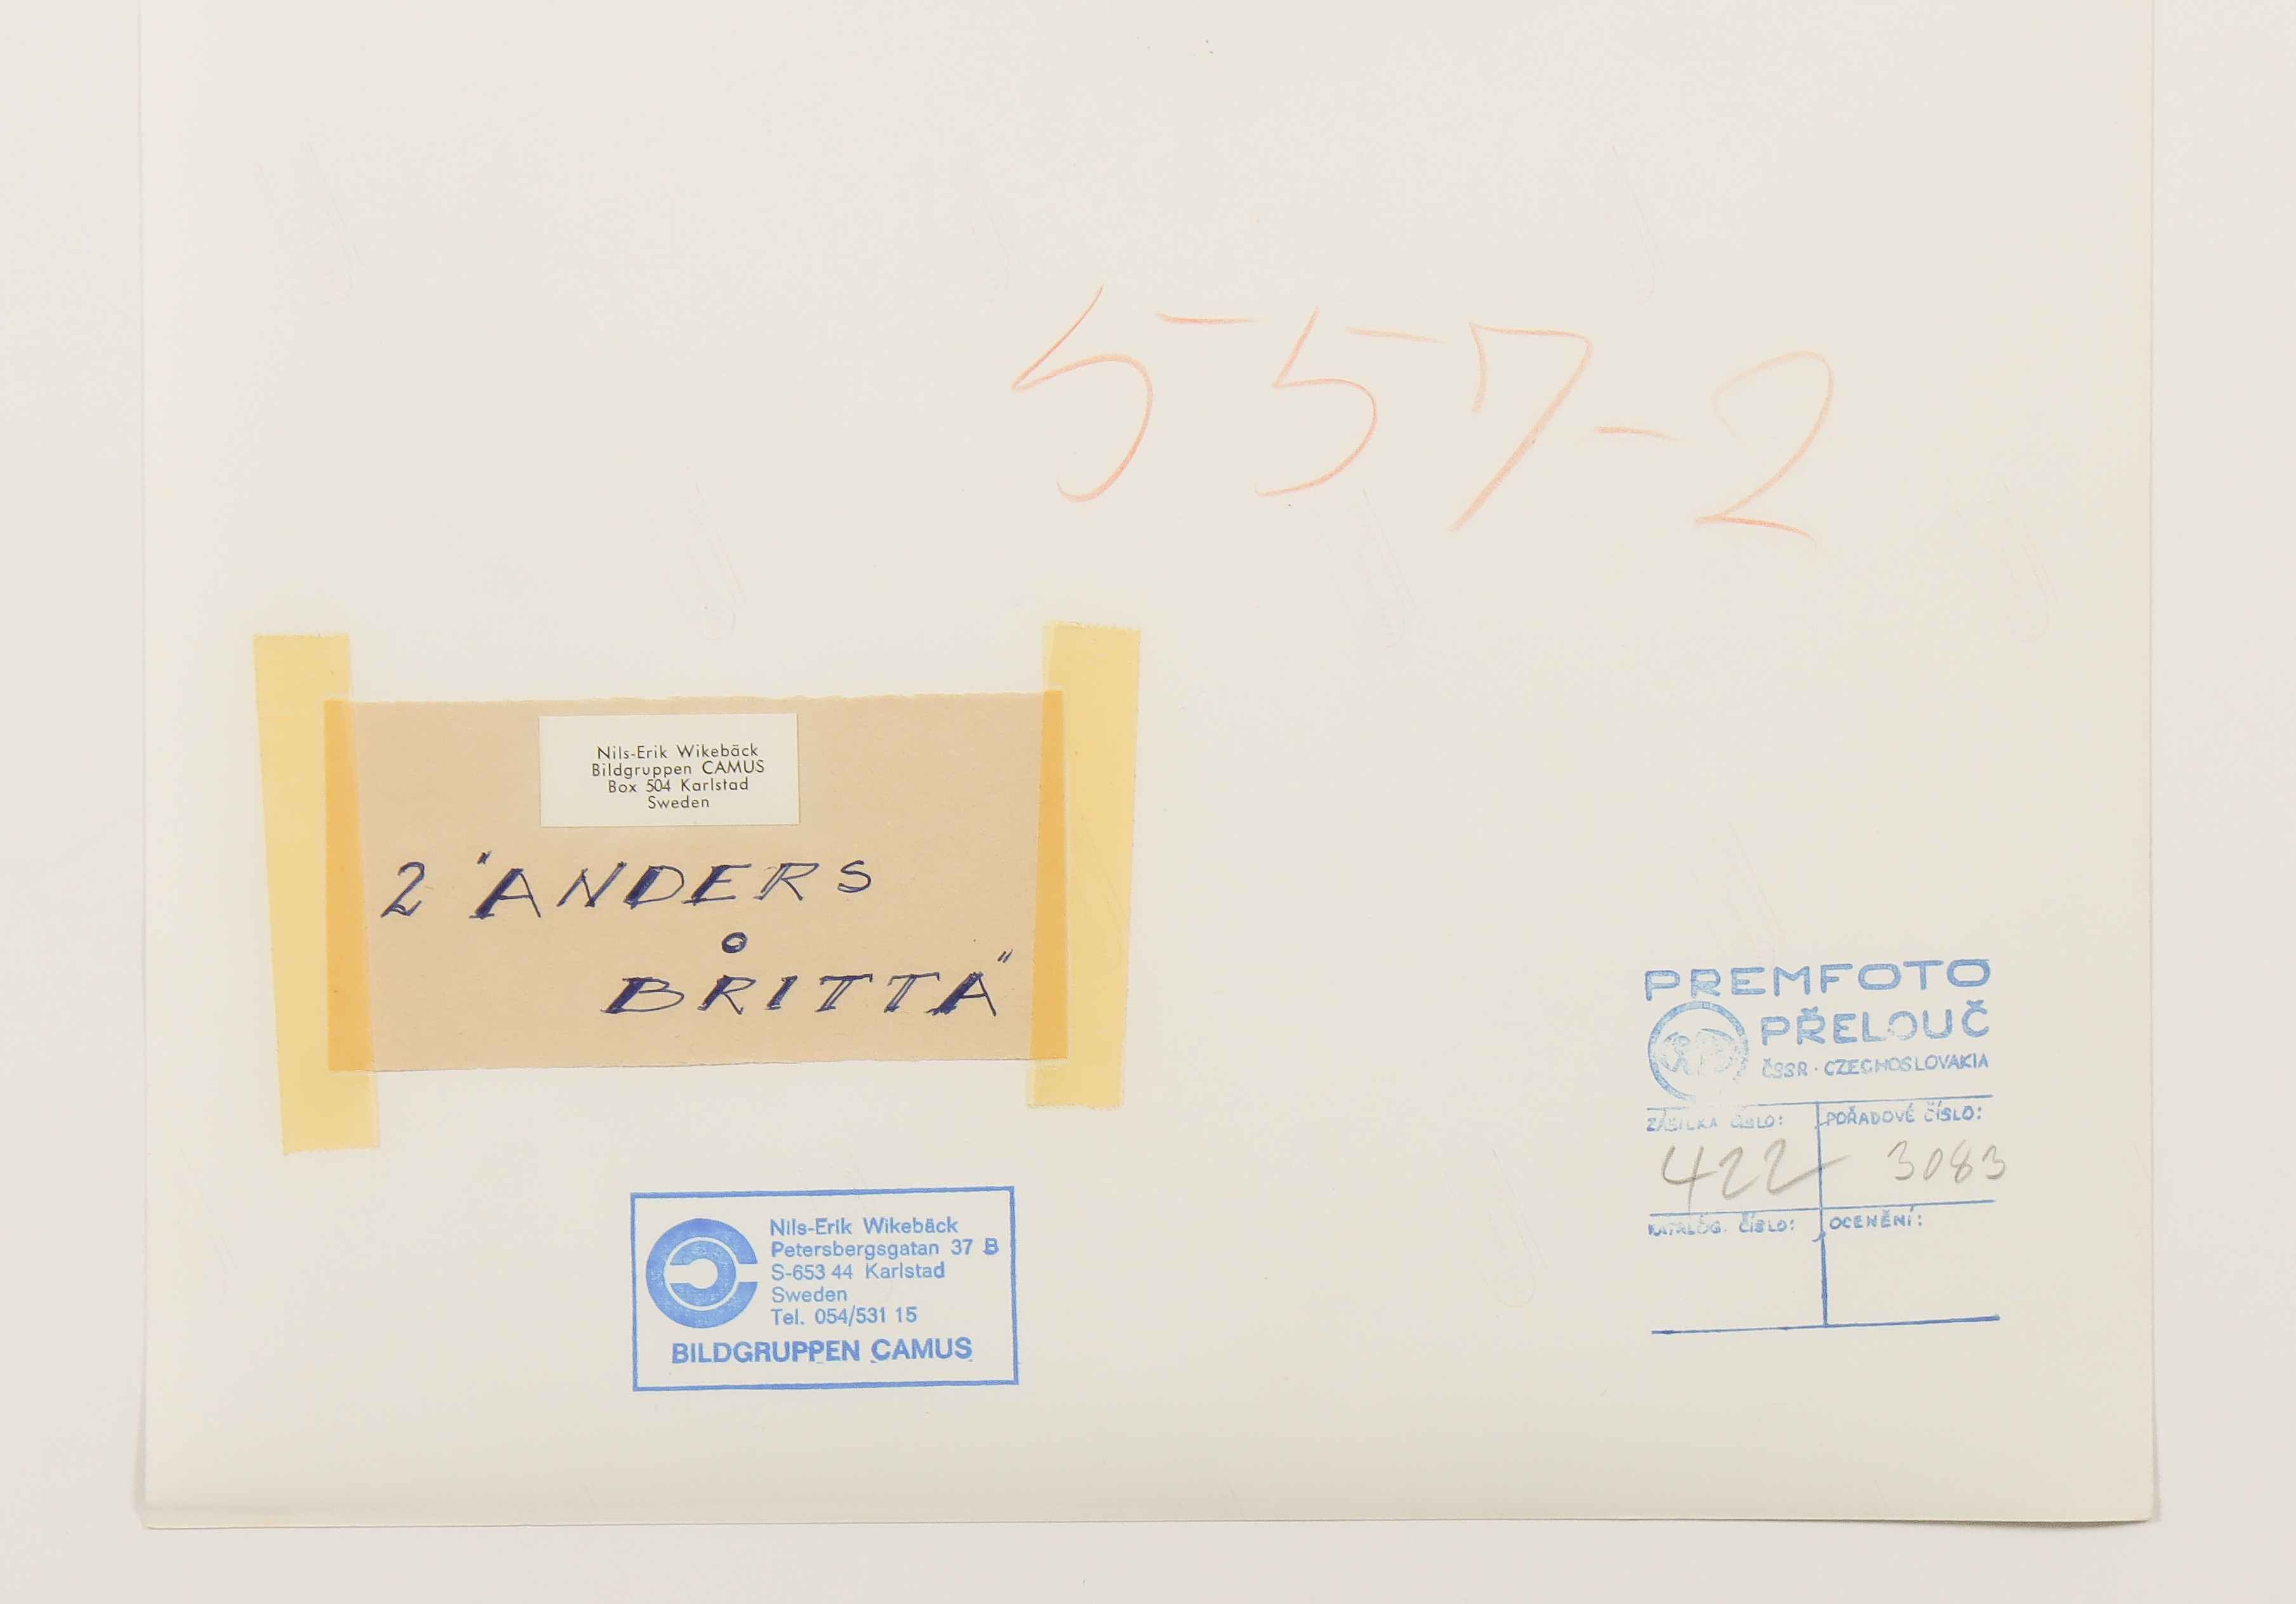 557-2
Nils-Erik Wikebäck
Bildgruppen CAMUS
Box 504 Karlstad
Sweden
2 "ANDERS
o
BRITTA"
PREMFOTO
PŘELOUČ
ČSSR · CZECHOSLOVAKIA
ZÁSILKA ČÍSLO: POŘADOVÉ ČÍSLO:
422 3083
KATALÓG. ČÍSLO: OCENĚNÍ:
Nils-Erik Wikebäck
Petersbergsgatan 37 B
S-653 44 Karlstad
Sweden
Tel. 054/531 15
BILDGRUPPEN CAMUS